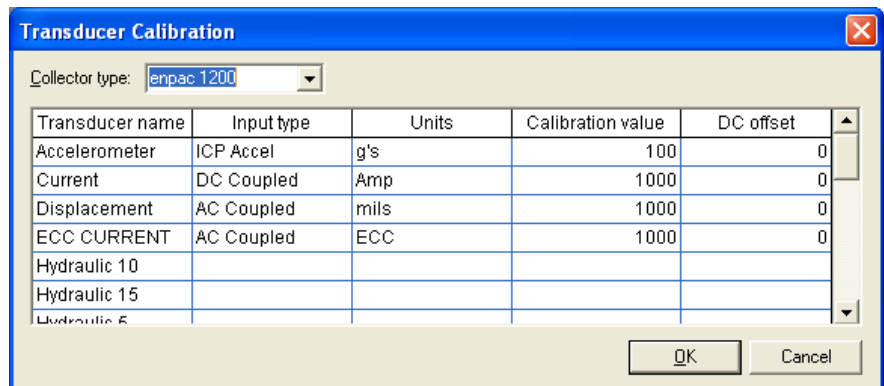 Transducer Calibration
Collector type: enpac 1200
Transducer name Input type Units Calibration value DC offset
Accelerometer ICP Accel g's 100 0
Current DC Coupled Amp 1000 0
Displacement AC Coupled mils 1000 0
ECC CURRENT AC Coupled ECC 1000 0
Hydraulic 10
Hydraulic 15
Hydraulic 5
OK Cancel